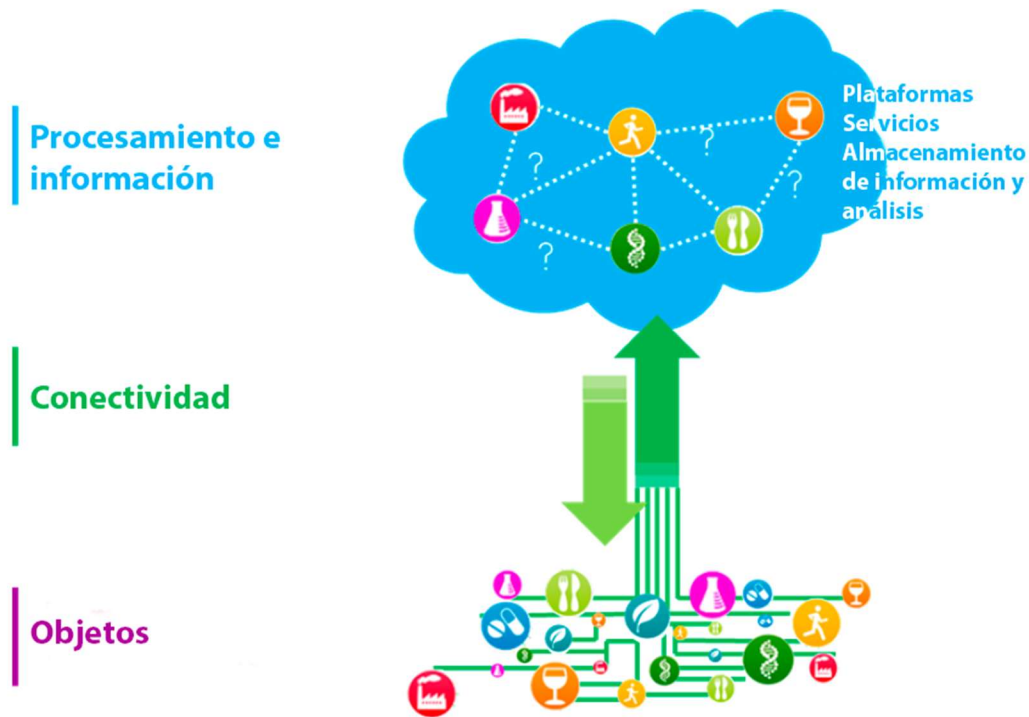 Procesamiento e
información
Plataformas
Servicios
Almacenamiento
de información y
análisis
?
?
?
?
Conectividad
Objetos